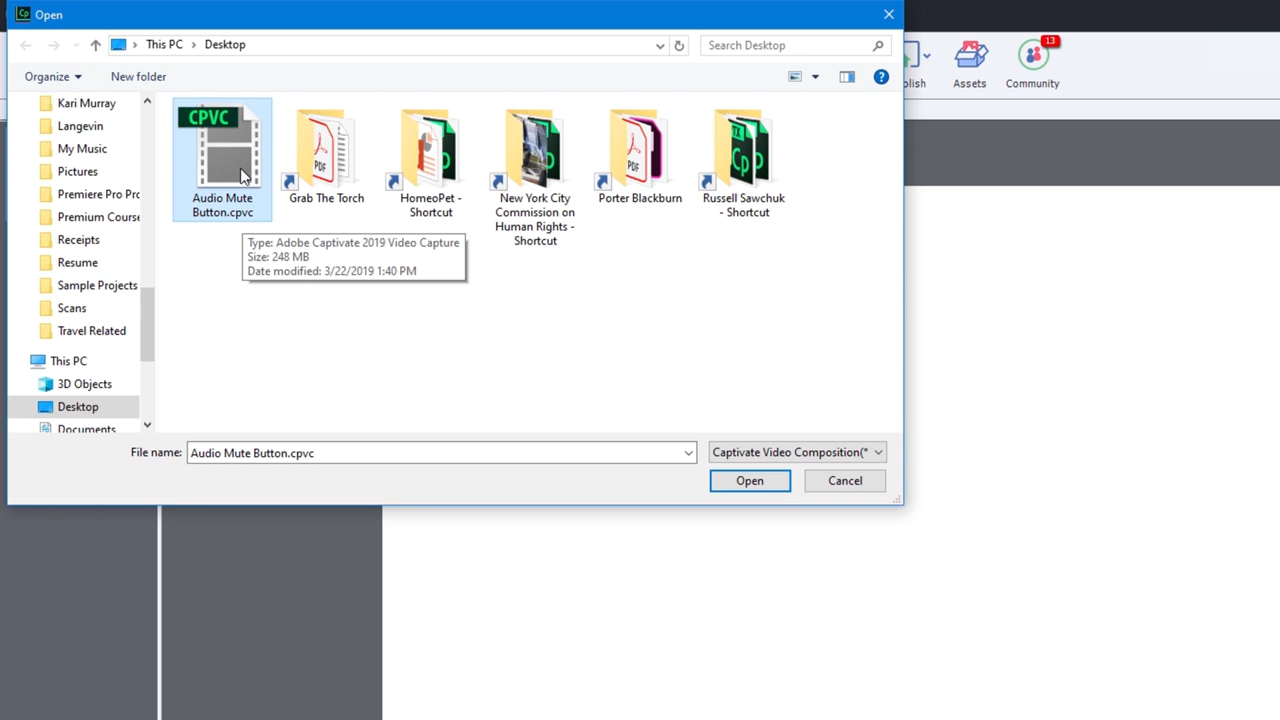 Cp Open
This PC Desktop
Search Desktop
Organize
New folder
Assets
Community
13
Kari Murray
Langevin
My Music
Pictures
Premiere Pro Prc
Premium Course
Receipts
Resume
Sample Projects
Scans
Travel Related
This PC
3D Objects
Desktop
Documents
CPVC
Audio Mute
Button.cpvc
PDF
Grab The Torch
HomeoPet -
Shortcut
New York City
Commission on
Human Rights -
Shortcut
PDF
Porter Blackburn
Cp
Russell Sawchuk
- Shortcut
Type: Adobe Captivate 2019 Video Capture
Size: 248 MB
Date modified: 3/22/2019 1:40 PM
File name:
Audio Mute Button.cpvc
Captivate Video Composition(*
Open
Cancel